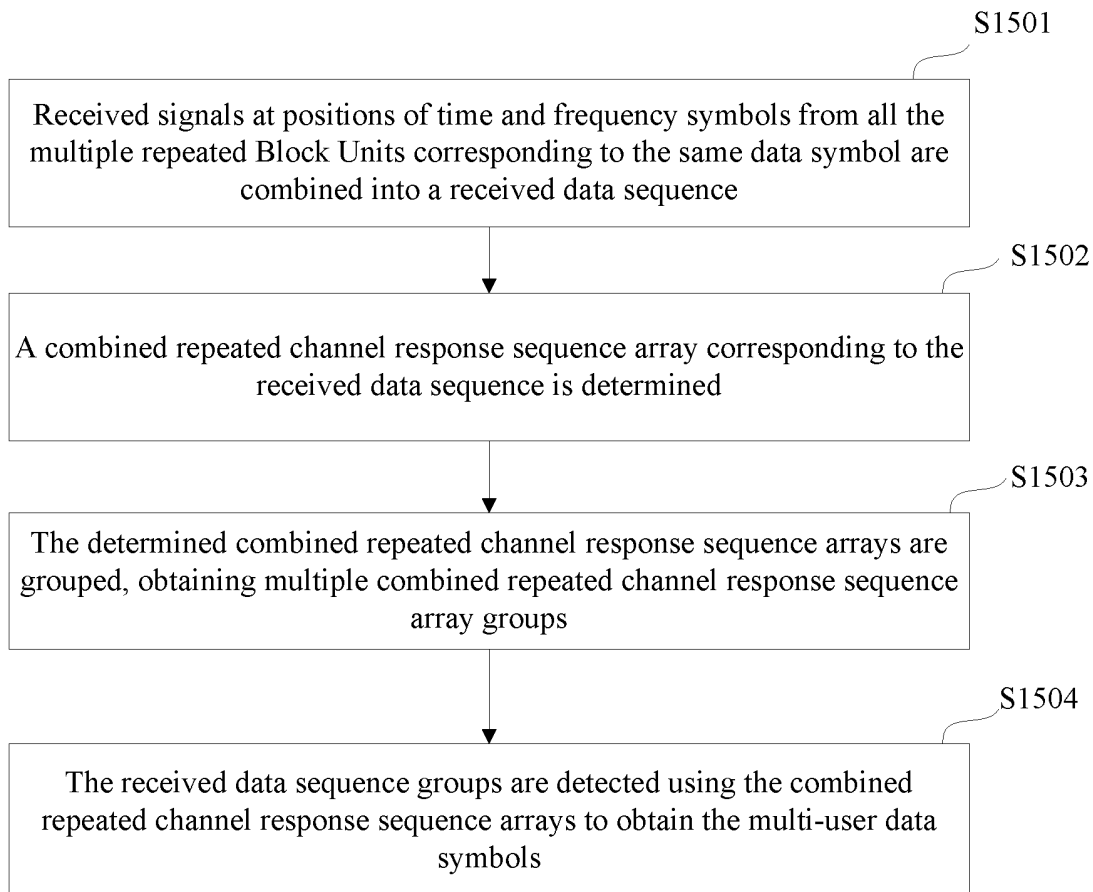 S1501
Received signals at positions of time and frequency symbols from all the
multiple repeated Block Units corresponding to the same data symbol are
combined into a received data sequence
S1502
A combined repeated channel response sequence array corresponding to the
received data sequence is determined
S1503
The determined combined repeated channel response sequence arrays are
grouped, obtaining multiple combined repeated channel response sequence
array groups
S1504
The received data sequence groups are detected using the combined
repeated channel response sequence arrays to obtain the multi-user data
symbols